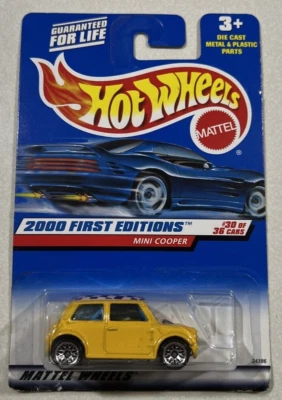 GUARANTEED
FOR LIFE
3+
DIE CAST
METAL & PLASTIC
PARTS
Hot Wheels
MATTEL
2000 FIRST EDITIONS™
MINI COOPER
#30 OF
36 CARS
MATTEL WHEELS